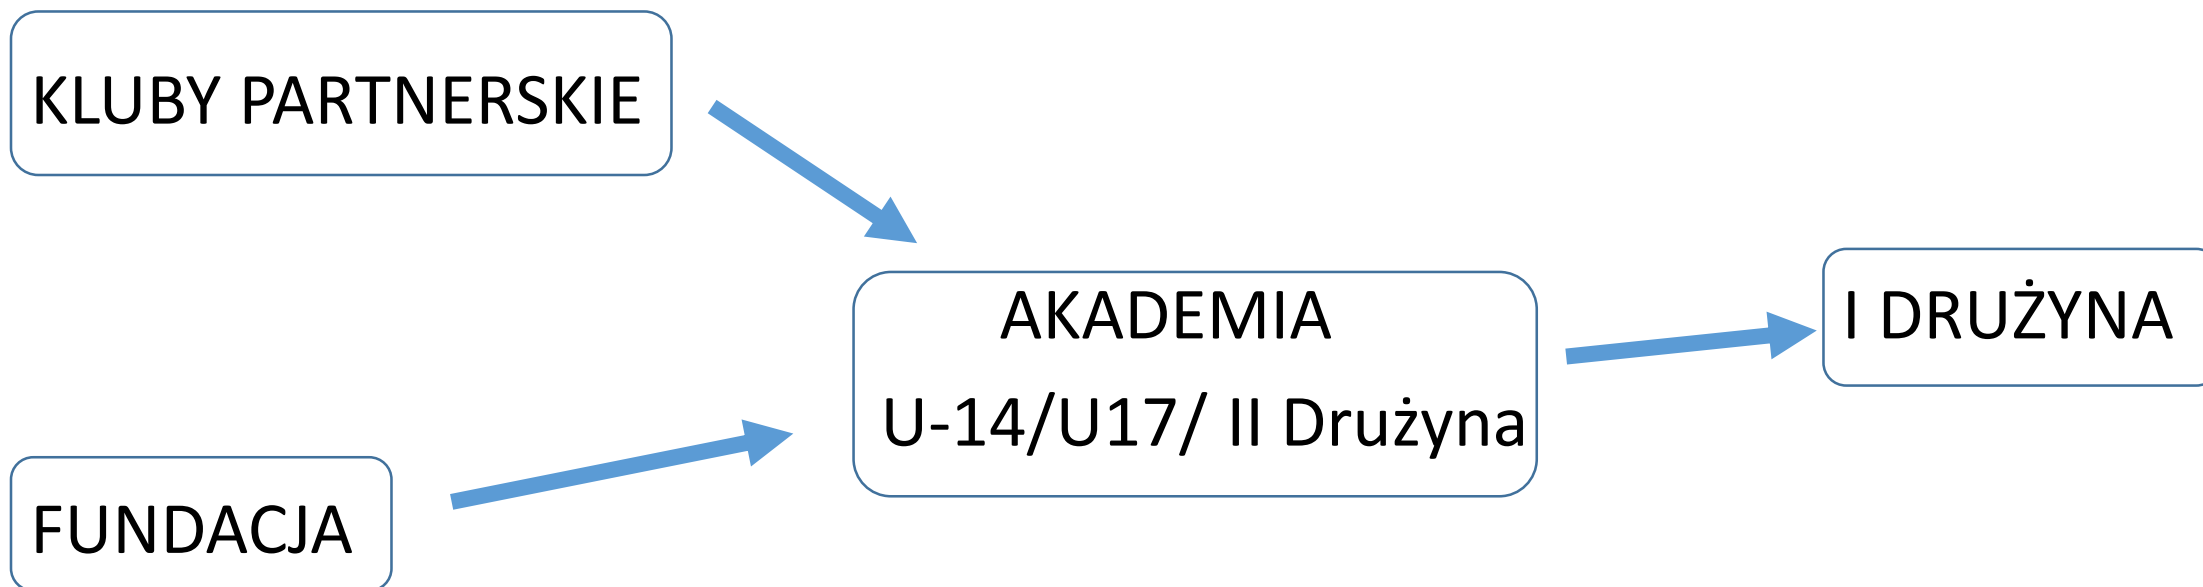 KLUBY PARTNERSKIE
AKADEMIA
U-14/U17/ II Drużyna
I DRUŻYNA
FUNDACJA